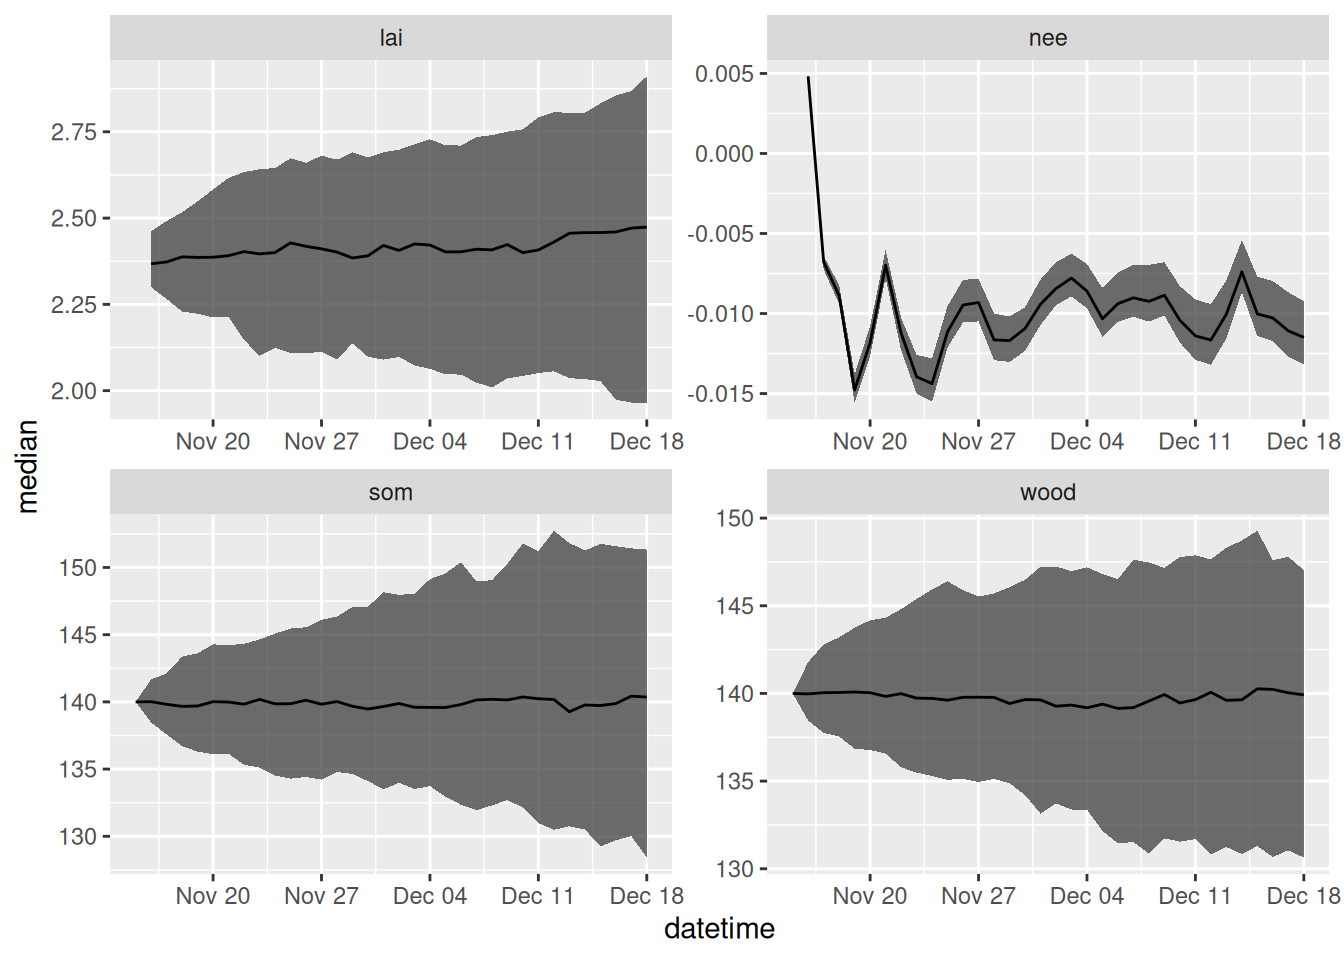 lai
nee
2.75
2.50
2.25
2.00
0.005
0.000
-0.005
-0.010
-0.015
Nov 20 Nov 27 Dec 04 Dec 11 Dec 18
Nov 20 Nov 27 Dec 04 Dec 11 Dec 18
median
som
wood
150
145
140
135
130
150
145
140
135
130
Nov 20 Nov 27 Dec 04 Dec 11 Dec 18
Nov 20 Nov 27 Dec 04 Dec 11 Dec 18
datetime